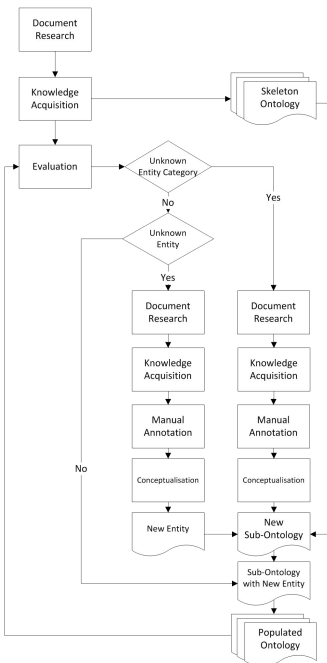 Document
Research
Knowledge
Acquisition
Skeleton
Ontology
Evaluation
Unknown
Entity Category
Yes
No
Unknown
Entity
Yes
Document
Research
Document
Research
Knowledge
Acquisition
Knowledge
Acquisition
Manual
Annotation
Manual
Annotation
No
Conceptualisation
Conceptualisation
New Entity
New
Sub-Ontology
Sub-Ontology
with New Entity
Populated
Ontology